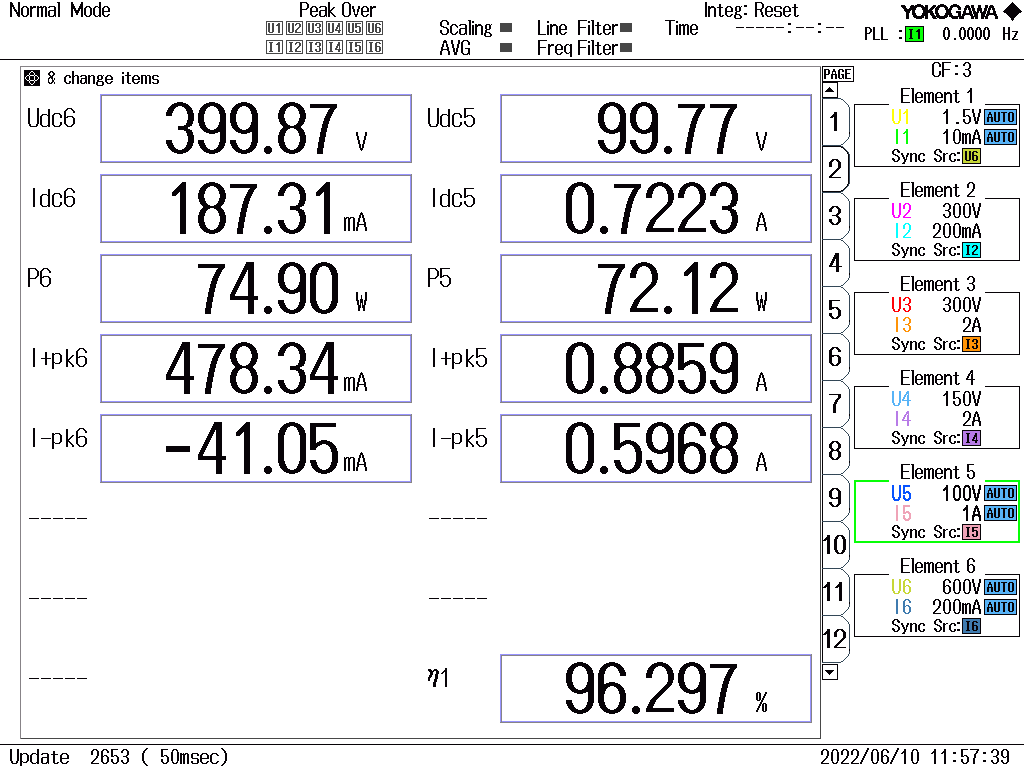 Normal Mode
Peak Over
U1 U2 U3 U4 U5 U6
I1 I2 I3 I4 I5 I6
Scaling
AVG
Line Filter
Freq Filter
Integ: Reset
Time -----:--:--
YOKOGAWA
PLL : I1 0.0000 Hz
8 change items
PAGE
CF:3
Udc6 399.87 V
Udc5 99.77 V
Idc6 187.31 mA
Idc5 0.7223 A
P6 74.90 W
P5 72.12 W
I+pk6 478.34 mA
I+pk5 0.8859 A
I-pk6 -41.05 mA
I-pk5 0.5968 A
------ ------
------ ------
------
η1 96.297 %
1
2
3
4
5
6
7
8
9
10
11
12
Element 1
U1 1.5V AUTO
I1 10mA AUTO
Sync Src: U6
Element 2
U2 300V
I2 200mA
Sync Src: I2
Element 3
U3 300V
I3 2A
Sync Src: I3
Element 4
U4 150V
I4 2A
Sync Src: I4
Element 5
U5 100V AUTO
I5 1A AUTO
Sync Src: I5
Element 6
U6 600V AUTO
I6 200mA AUTO
Sync Src: I6
Update 2653 ( 50msec)
2022/06/10 11:57:39